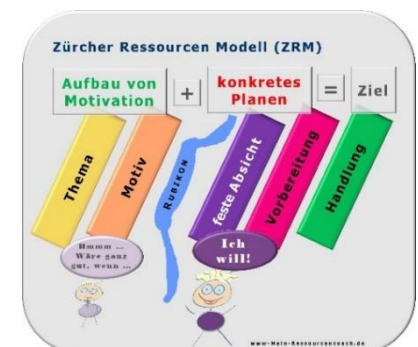 Zürcher Ressourcen Modell (ZRM)
Aufbau von
Motivation
+
konkretes
Planen
=
Ziel
Thema
Motiv
RUBIKON
feste Absicht
Vorbereitung
Handlung
Hmmm ...
Wäre ganz
gut, wenn ...
Ich
will!
www.Mein-Ressourcencoach.de